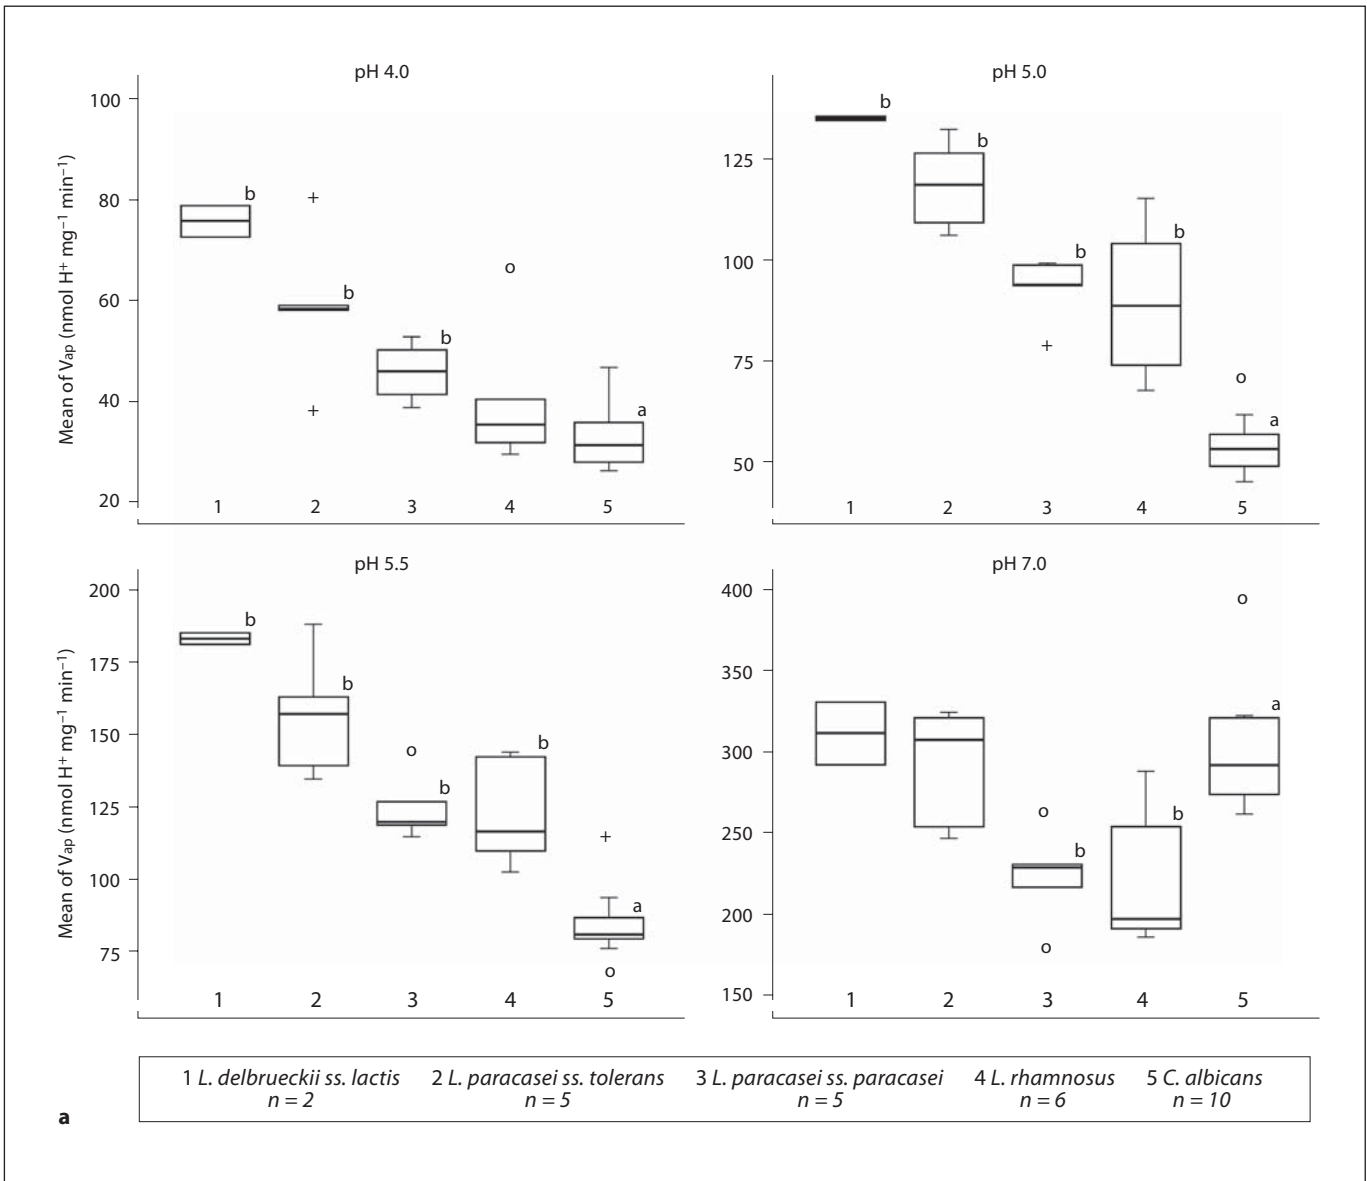 pH 4.0
Mean of Vap (nmol H+ mg−1 min−1)
100
80
60
40
20
b
+
b
+
b
o
a
1 2 3 4 5
pH 5.0
125
100
75
50
b
b
b
+
b
o
a
1 2 3 4 5
pH 5.5
Mean of Vap (nmol H+ mg−1 min−1)
200
175
150
125
100
75
b
b
o
b
b
+
a
o
1 2 3 4 5
pH 7.0
400
350
300
250
200
150
o
b
o
b
o
a
1 2 3 4 5
1 L. delbrueckii ss. lactis 2 L. paracasei ss. tolerans 3 L. paracasei ss. paracasei 4 L. rhamnosus 5 C. albicans
n = 2 n = 5 n = 5 n = 6 n = 10
a